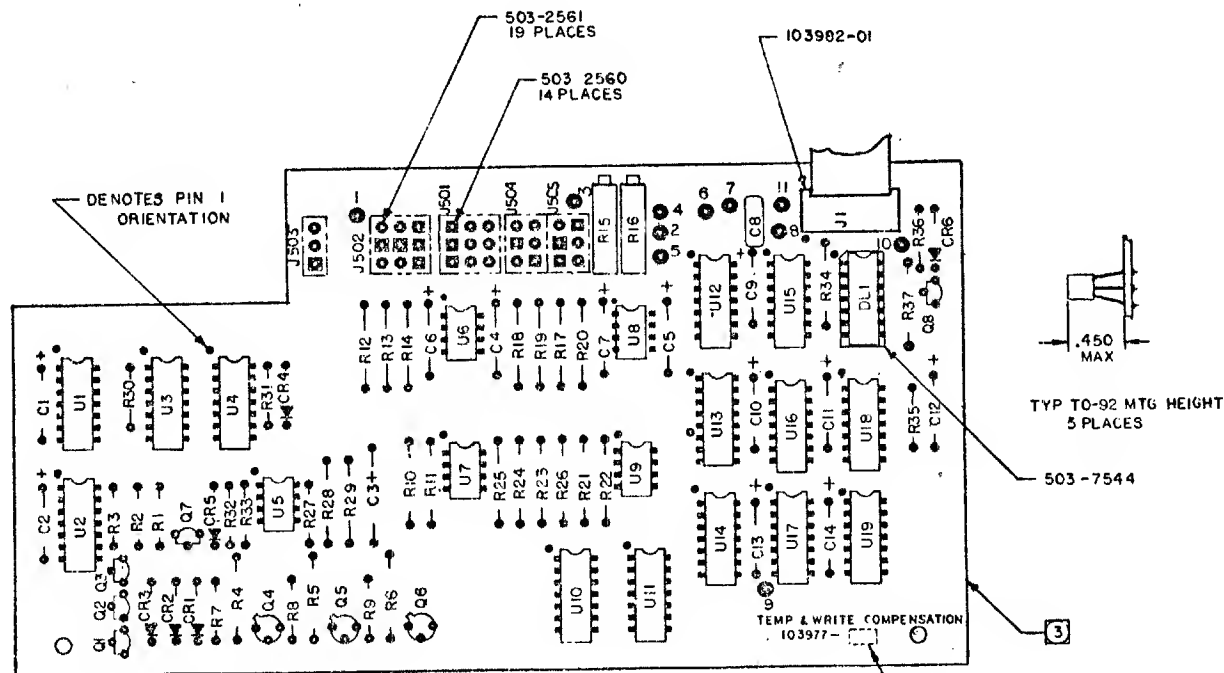 503-2561
19 PLACES
503 2560
14 PLACES
103982-01
DENOTES PIN 1
ORIENTATION
J503
J502
1
J501
J504
J505
3
R15
R16
4
2
5
6
7
C8
11
8
J1
10
R36
CR6
R37
Q8
R12
R13
R14
C6
+
U6
C4
+
R18
R19
R17
R20
C7
+
U8
C5
+
U12
+
C9
U15
R34
DL1
.450
MAX
TYP TO-92 MTG HEIGHT
5 PLACES
503-7544
C1
+
U1
R30
U3
U4
R31
CR4
U13
C10
+
U16
C11
+
U18
R35
C12
+
C2
+
U2
R3
R2
R1
Q7
CR5
R32
R33
U5
R27
R28
R29
C3+
R10
R11
U7
R25
R24
R23
R26
R21
R22
U9
U14
C13
+
U17
C14
+
U19
Q3
Q2
Q1
CR3
CR2
CR1
R7
R4
Q4
R8
R5
Q5
R9
R6
Q6
U10
U11
9
TEMP & WRITE COMPENSATION
103977-
3